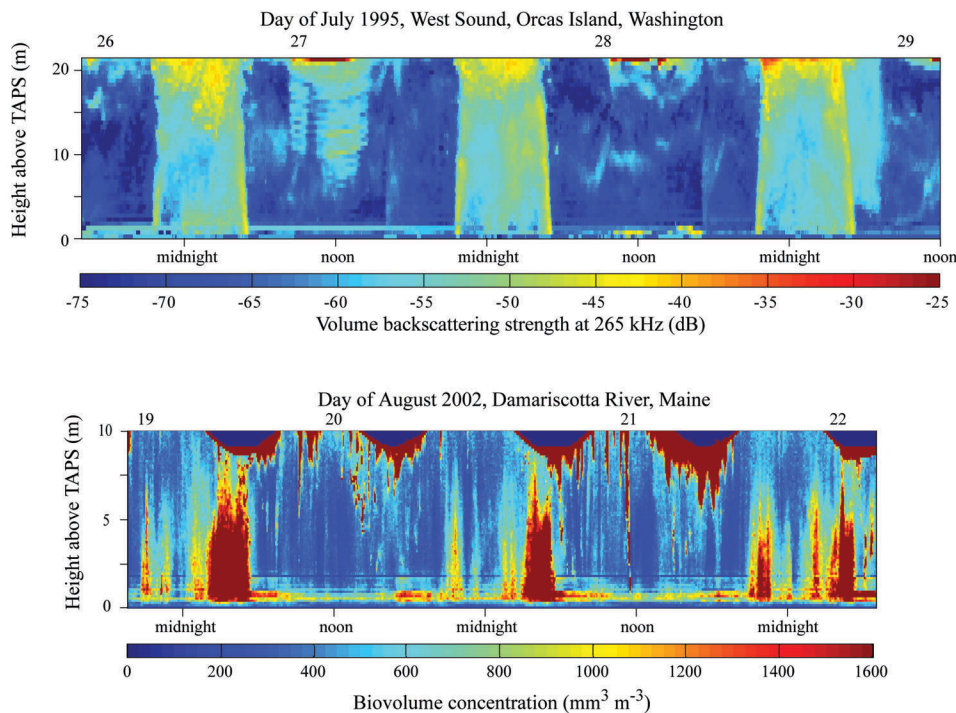 Day of July 1995, West Sound, Orcas Island, Washington
26 27 28 29
Height above TAPS (m)
20
10
0
midnight noon midnight noon midnight noon
-75 -70 -65 -60 -55 -50 -45 -40 -35 -30 -25
Volume backscattering strength at 265 kHz (dB)
Day of August 2002, Damariscotta River, Maine
19 20 21 22
Height above TAPS (m)
10
5
0
midnight noon midnight noon midnight
0 200 400 600 800 1000 1200 1400 1600
Biovolume concentration (mm³ m⁻³)